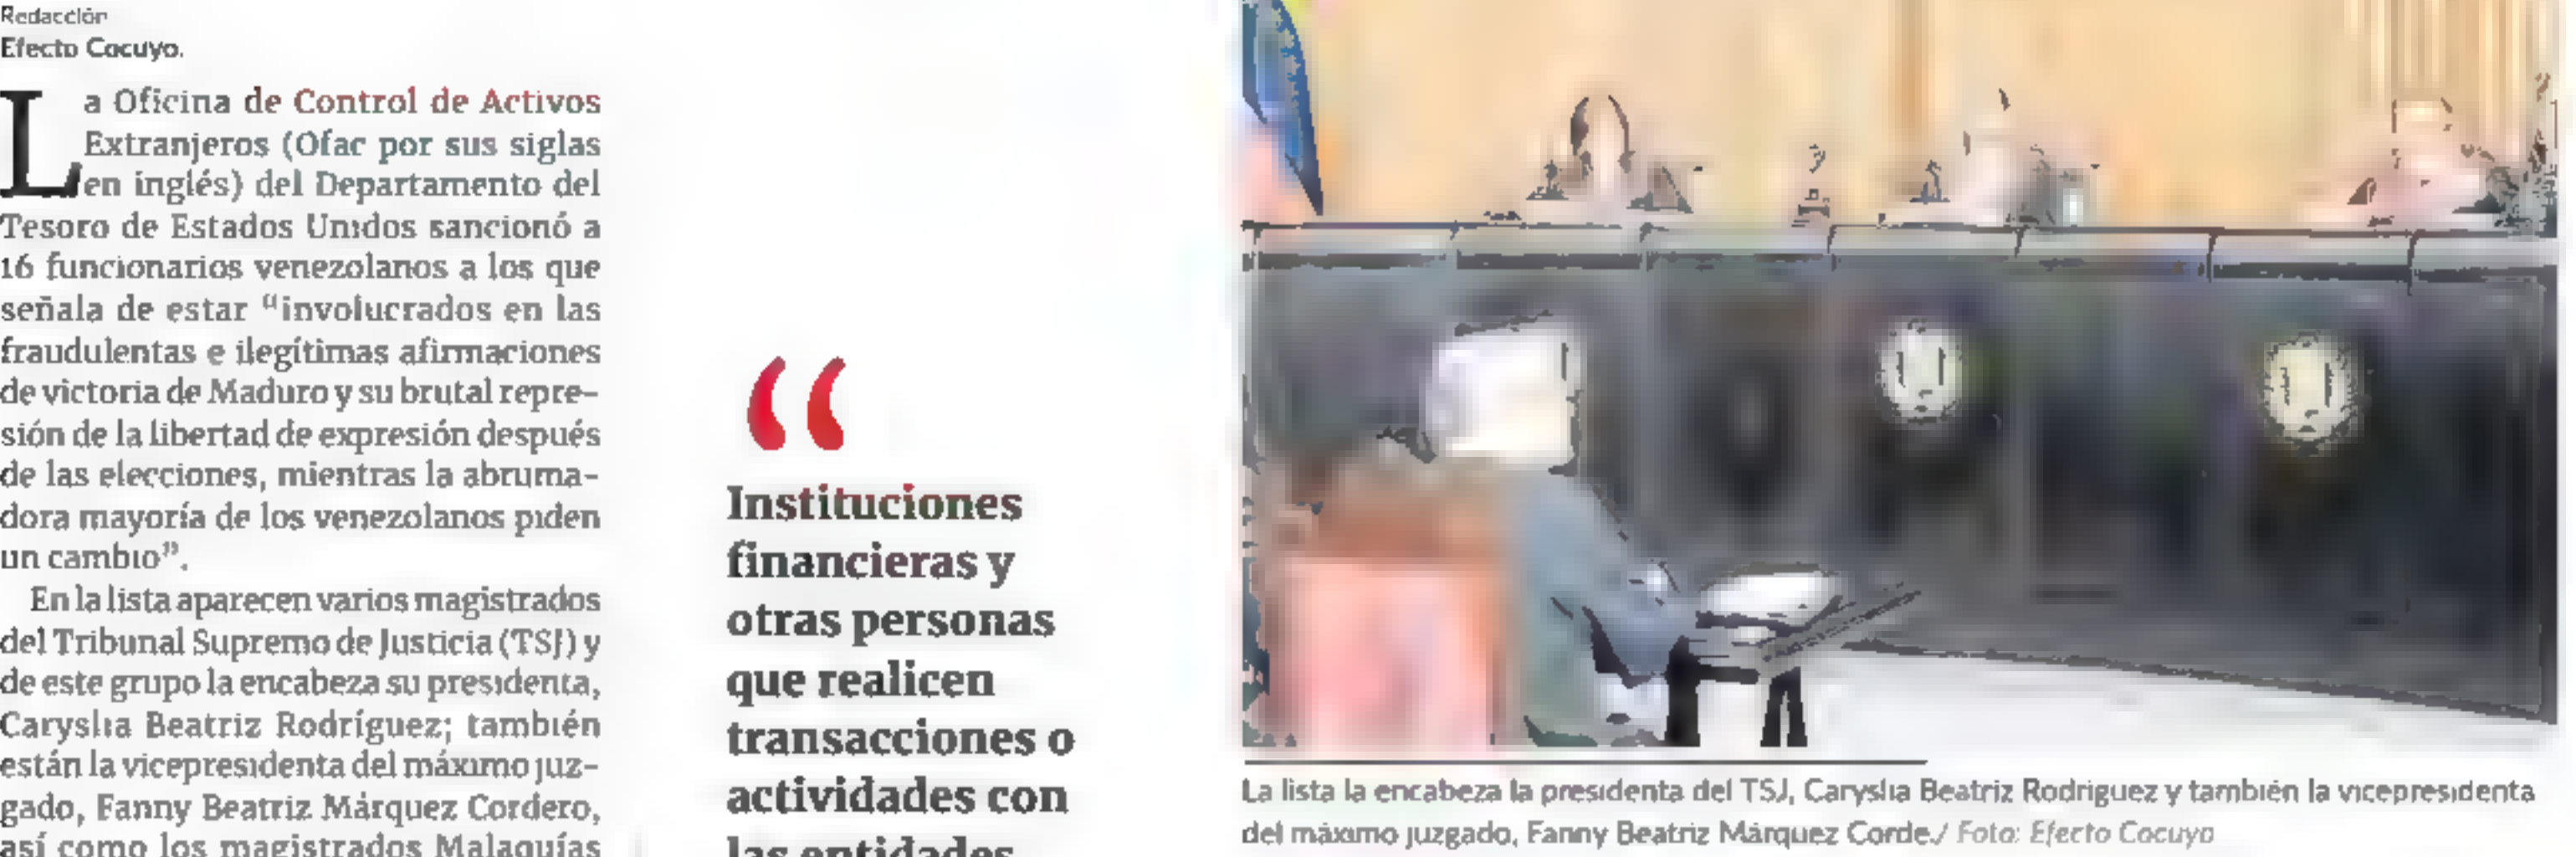 Redacción
Efecto Cocuyo.
La Oficina de Control de Activos
Extranjeros (Ofac por sus siglas
en inglés) del Departamento del
Tesoro de Estados Unidos sancionó a
16 funcionarios venezolanos a los que
señala de estar “involucrados en las
fraudulentas e ilegítimas afirmaciones
de victoria de Maduro y su brutal repre-
sión de la libertad de expresión después
de las elecciones, mientras la abruma-
dora mayoría de los venezolanos piden
un cambio”.
En la lista aparecen varios magistrados
del Tribunal Supremo de Justicia (TSJ) y
de este grupo la encabeza su presidenta,
Caryslia Beatriz Rodríguez; también
están la vicepresidenta del máximo juz-
gado, Fanny Beatriz Márquez Cordero,
así como los magistrados Malaquías
“
Instituciones
financieras y
otras personas
que realicen
transacciones o
actividades con
las entidades
La lista la encabeza la presidenta del TSJ, Caryslia Beatriz Rodriguez y también la vicepresidenta
del máximo juzgado, Fanny Beatriz Márquez Corde./ Foto: Efecto Cocuyo